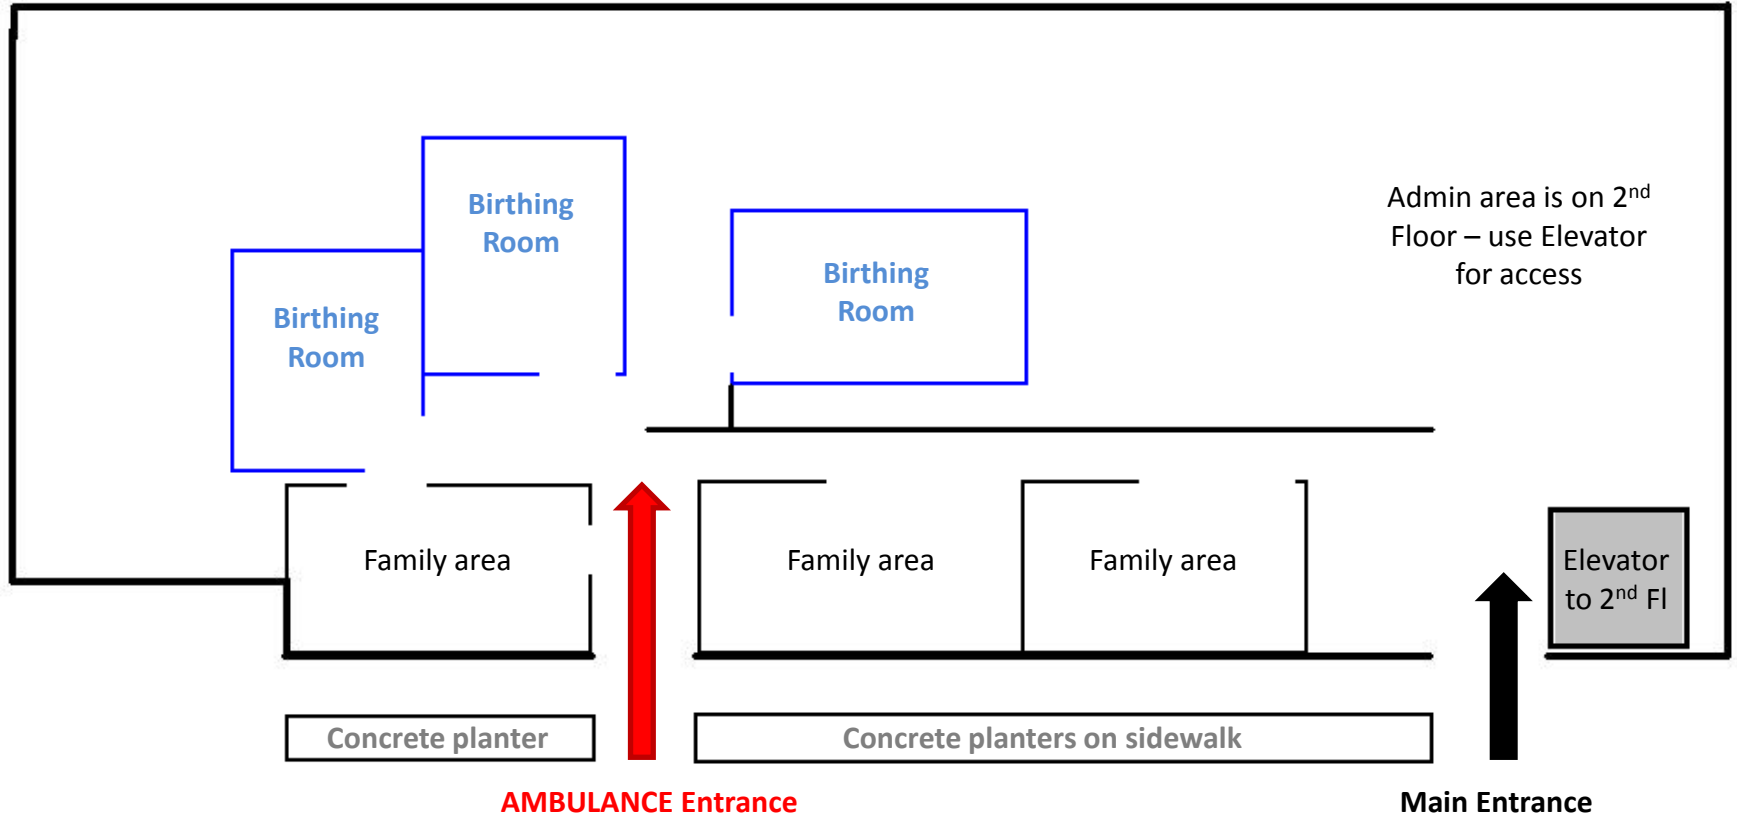 Birthing
Room
Birthing
Room
Birthing
Room
Admin area is on 2nd
Floor – use Elevator
for access
Family area
Family area
Family area
Elevator
to 2nd Fl
Concrete planter
Concrete planters on sidewalk
AMBULANCE Entrance
Main Entrance